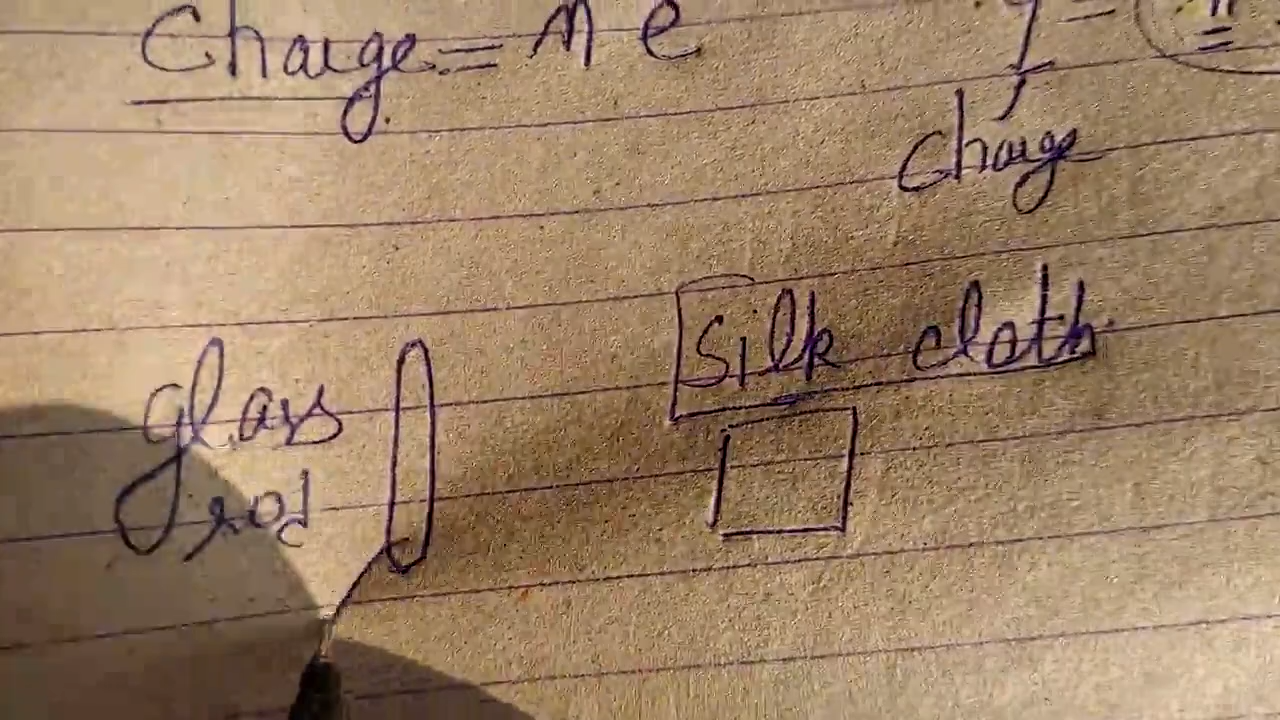 Charge = ne
q = n
Charge
Silk cloth
glass
rod